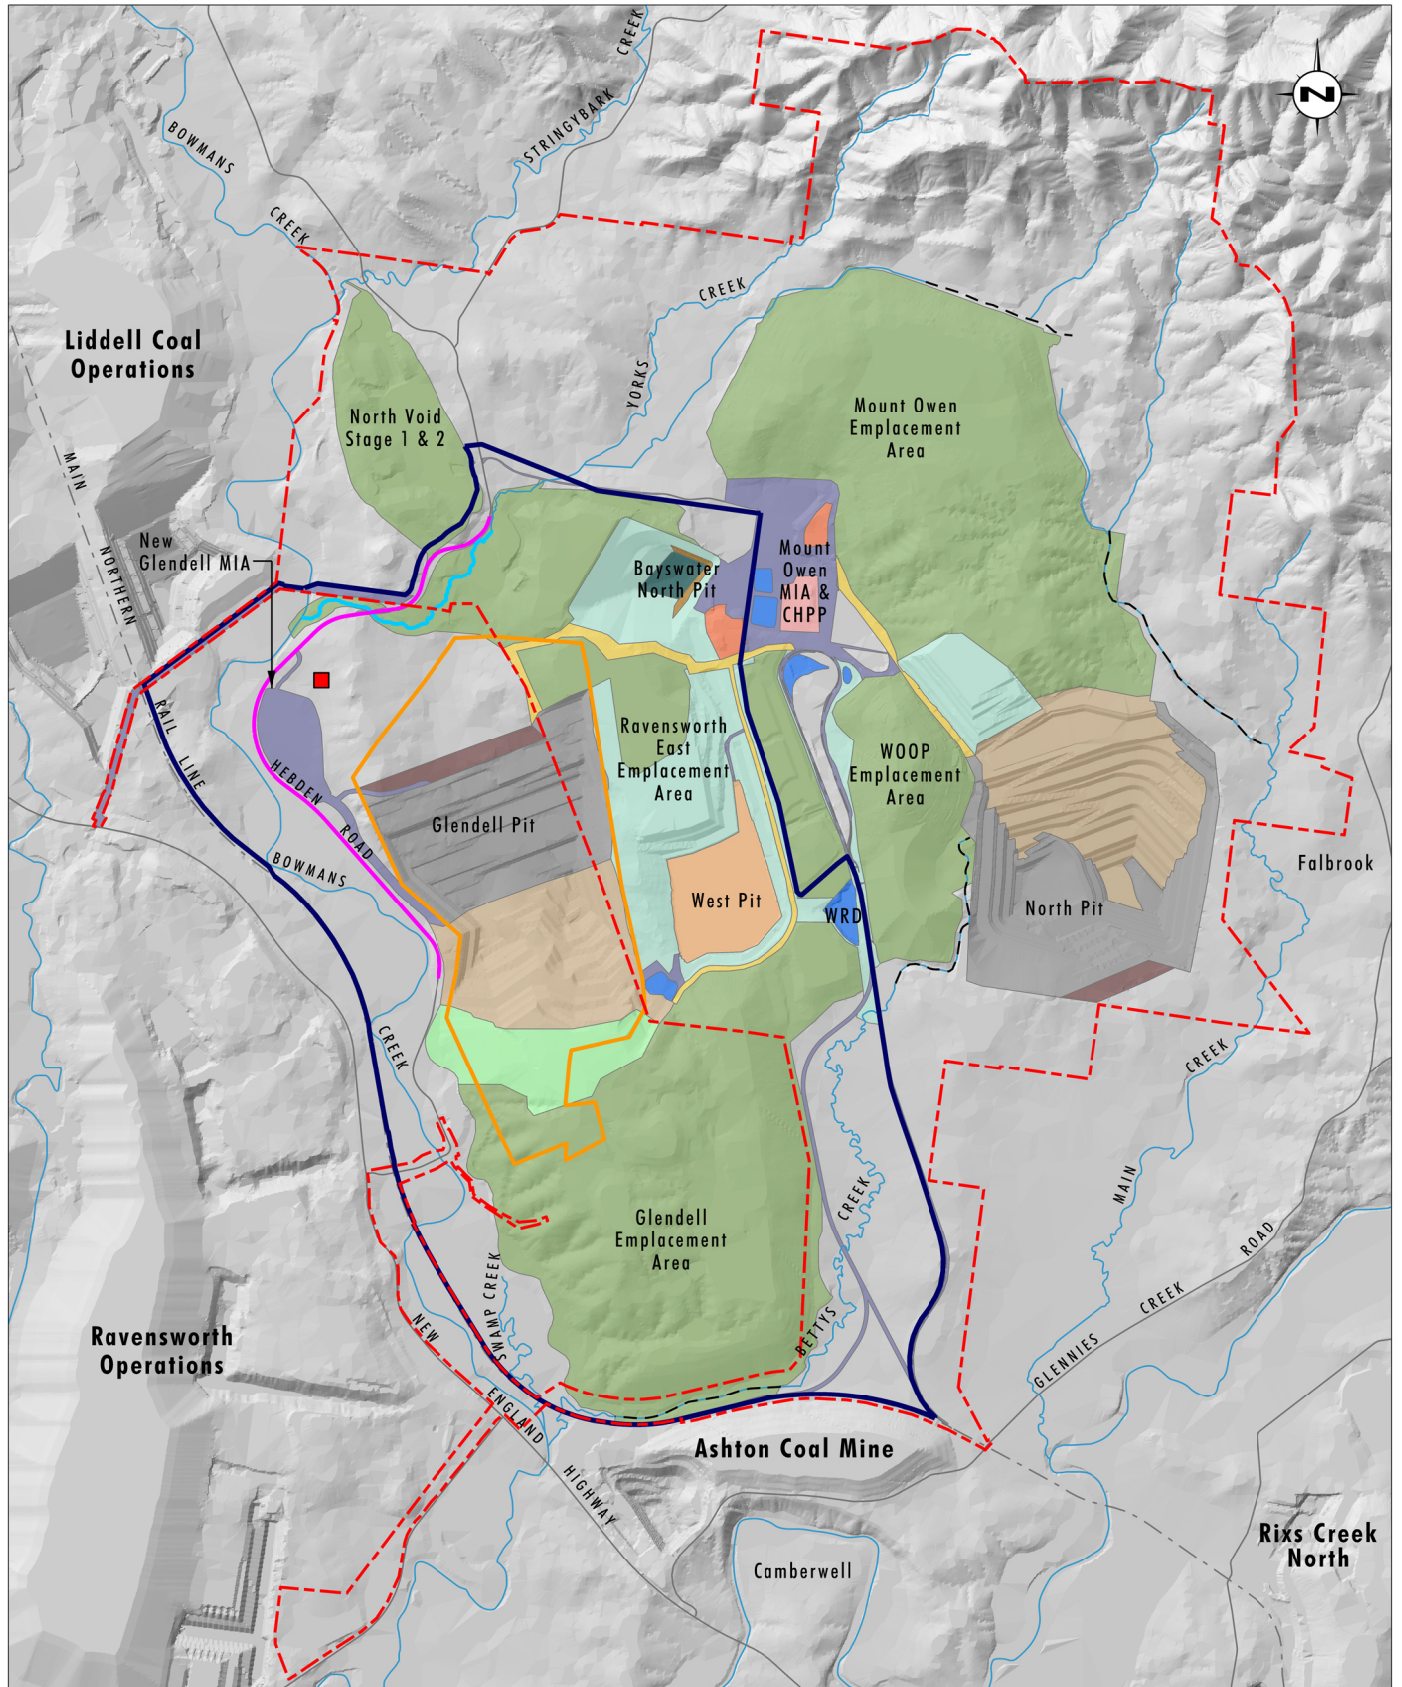 CREEK
STRINGYBARK
BOWMANS
CREEK
N
Liddell Coal
Operations
CREEK
YORKS
North Void
Stage 1 & 2
Mount Owen
Emplacement
Area
MAIN
NORTHERN
RAIL
LINE
New
Glendell MIA
Bayswater
North Pit
Mount
Owen
MIA &
CHPP
Ravensworth
East
Emplacement
Area
WOOP
Emplacement
Area
HEBDEN
ROAD
Glendell Pit
BOWMANS
CREEK
West Pit
WRD
North Pit
Falbrook
CREEK
MAIN
CREEK
BETTYS
Glendell
Emplacement
Area
SWAMP CREEK
Ravensworth
Operations
NEW
ENGLAND
HIGHWAY
GLENNIES
CREEK
ROAD
Ashton Coal Mine
Camberwell
Rixs Creek
North